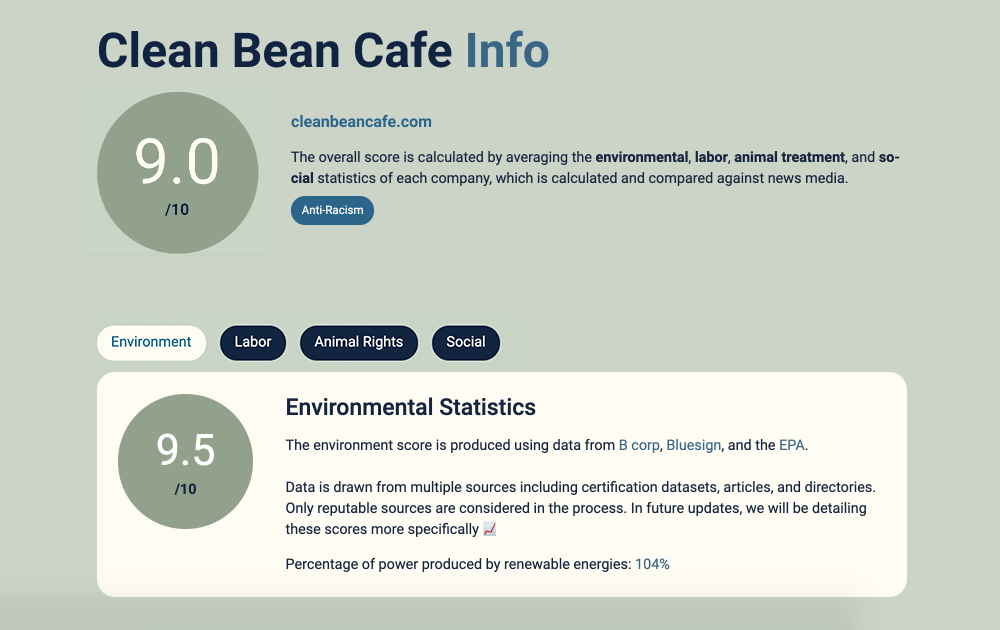 Clean Bean Cafe Info
9.0
/10
cleanbeancafe.com
The overall score is calculated by averaging the environmental, labor, animal treatment, and so-
cial statistics of each company, which is calculated and compared against news media.
Anti-Racism
Environment Labor Animal Rights Social
9.5
/10
Environmental Statistics
The environment score is produced using data from B corp, Bluesign, and the EPA.
Data is drawn from multiple sources including certification datasets, articles, and directories.
Only reputable sources are considered in the process. In future updates, we will be detailing
these scores more specifically 📈
Percentage of power produced by renewable energies: 104%